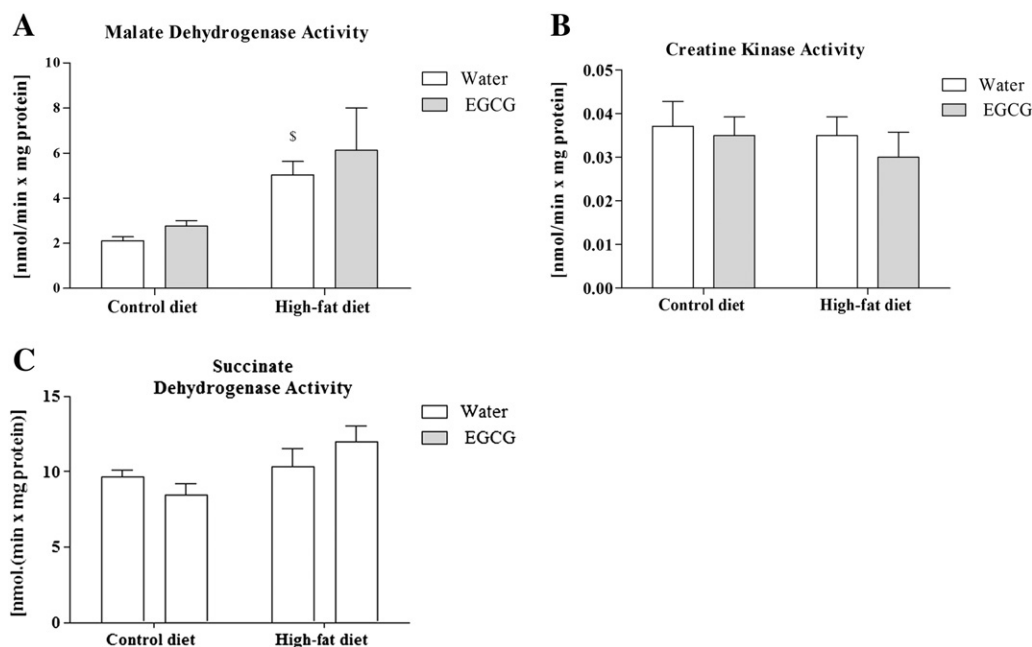 A
Malate Dehydrogenase Activity
[nmol/min x mg protein]
10
8
6
4
2
0
$
Control diet
High-fat diet
Water
EGCG
B
Creatine Kinase Activity
[nmol/min x mg protein]
0.05
0.04
0.03
0.02
0.01
0.00
Control diet
High-fat diet
Water
EGCG
C
Succinate
Dehydrogenase Activity
[nmol.(min x mg protein)]
15
10
5
0
Control diet
High-fat diet
Water
EGCG